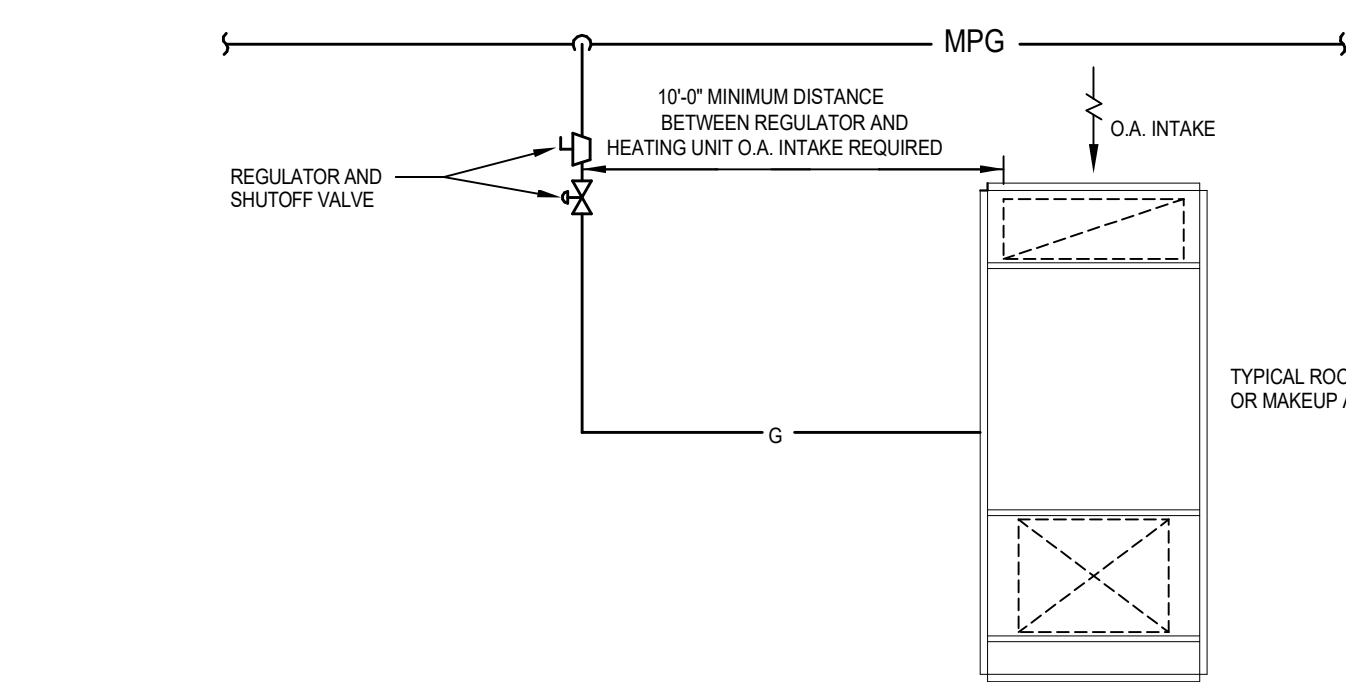 MPG
10'-0" MINIMUM DISTANCE
BETWEEN REGULATOR AND
HEATING UNIT O.A. INTAKE REQUIRED
O.A. INTAKE
REGULATOR AND
SHUTOFF VALVE
TYPICAL
OR MAKEUP
G